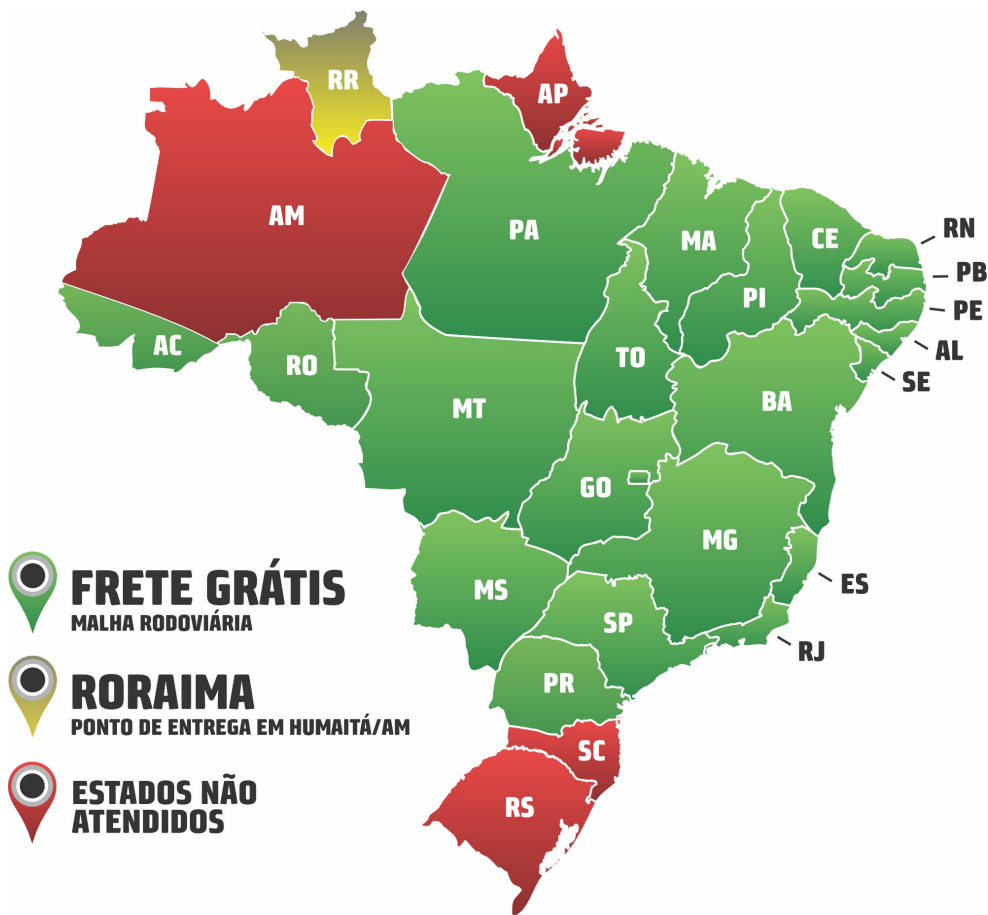 RR
AP
AM
PA
MA
CE
RN
PB
PI
PE
AC
RO
TO
AL
SE
MT
BA
GO
MG
MS
ES
SP
RJ
PR
SC
RS
FRETE GRÁTIS
MALHA RODOVIÁRIA
RORAIMA
PONTO DE ENTREGA EM HUMAITÁ/AM
ESTADOS NÃO
ATENDIDOS